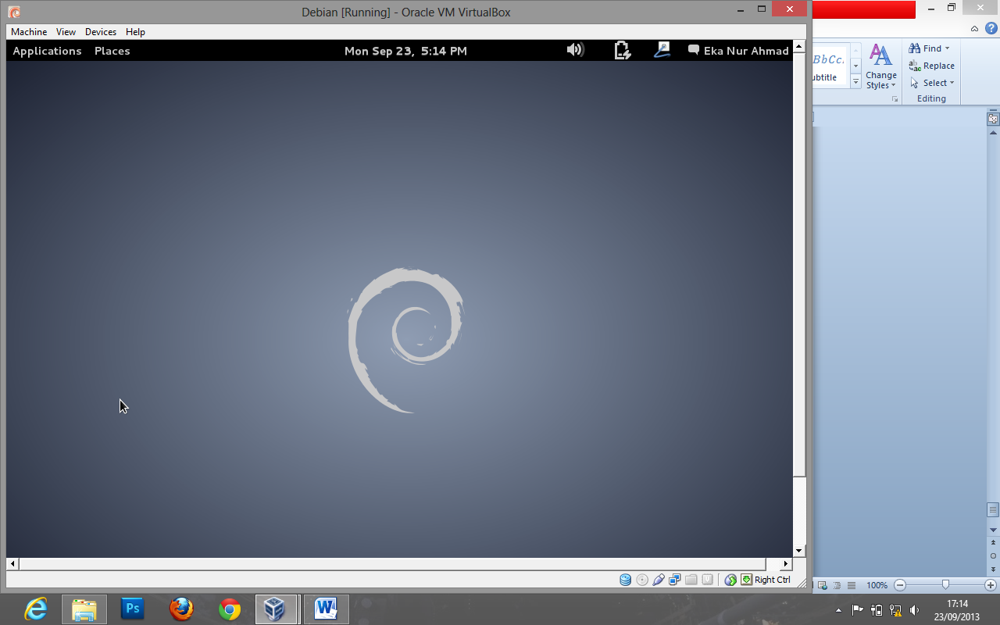 Debian [Running] - Oracle VM VirtualBox
Machine View Devices Help
Applications Places Mon Sep 23, 5:14 PM Eka Nur Ahmad
BbCc
ubtitle
Change
Styles
Find
Replace
Select
Editing
Right Ctrl
100%
Ps
W
17:14
23/09/2013